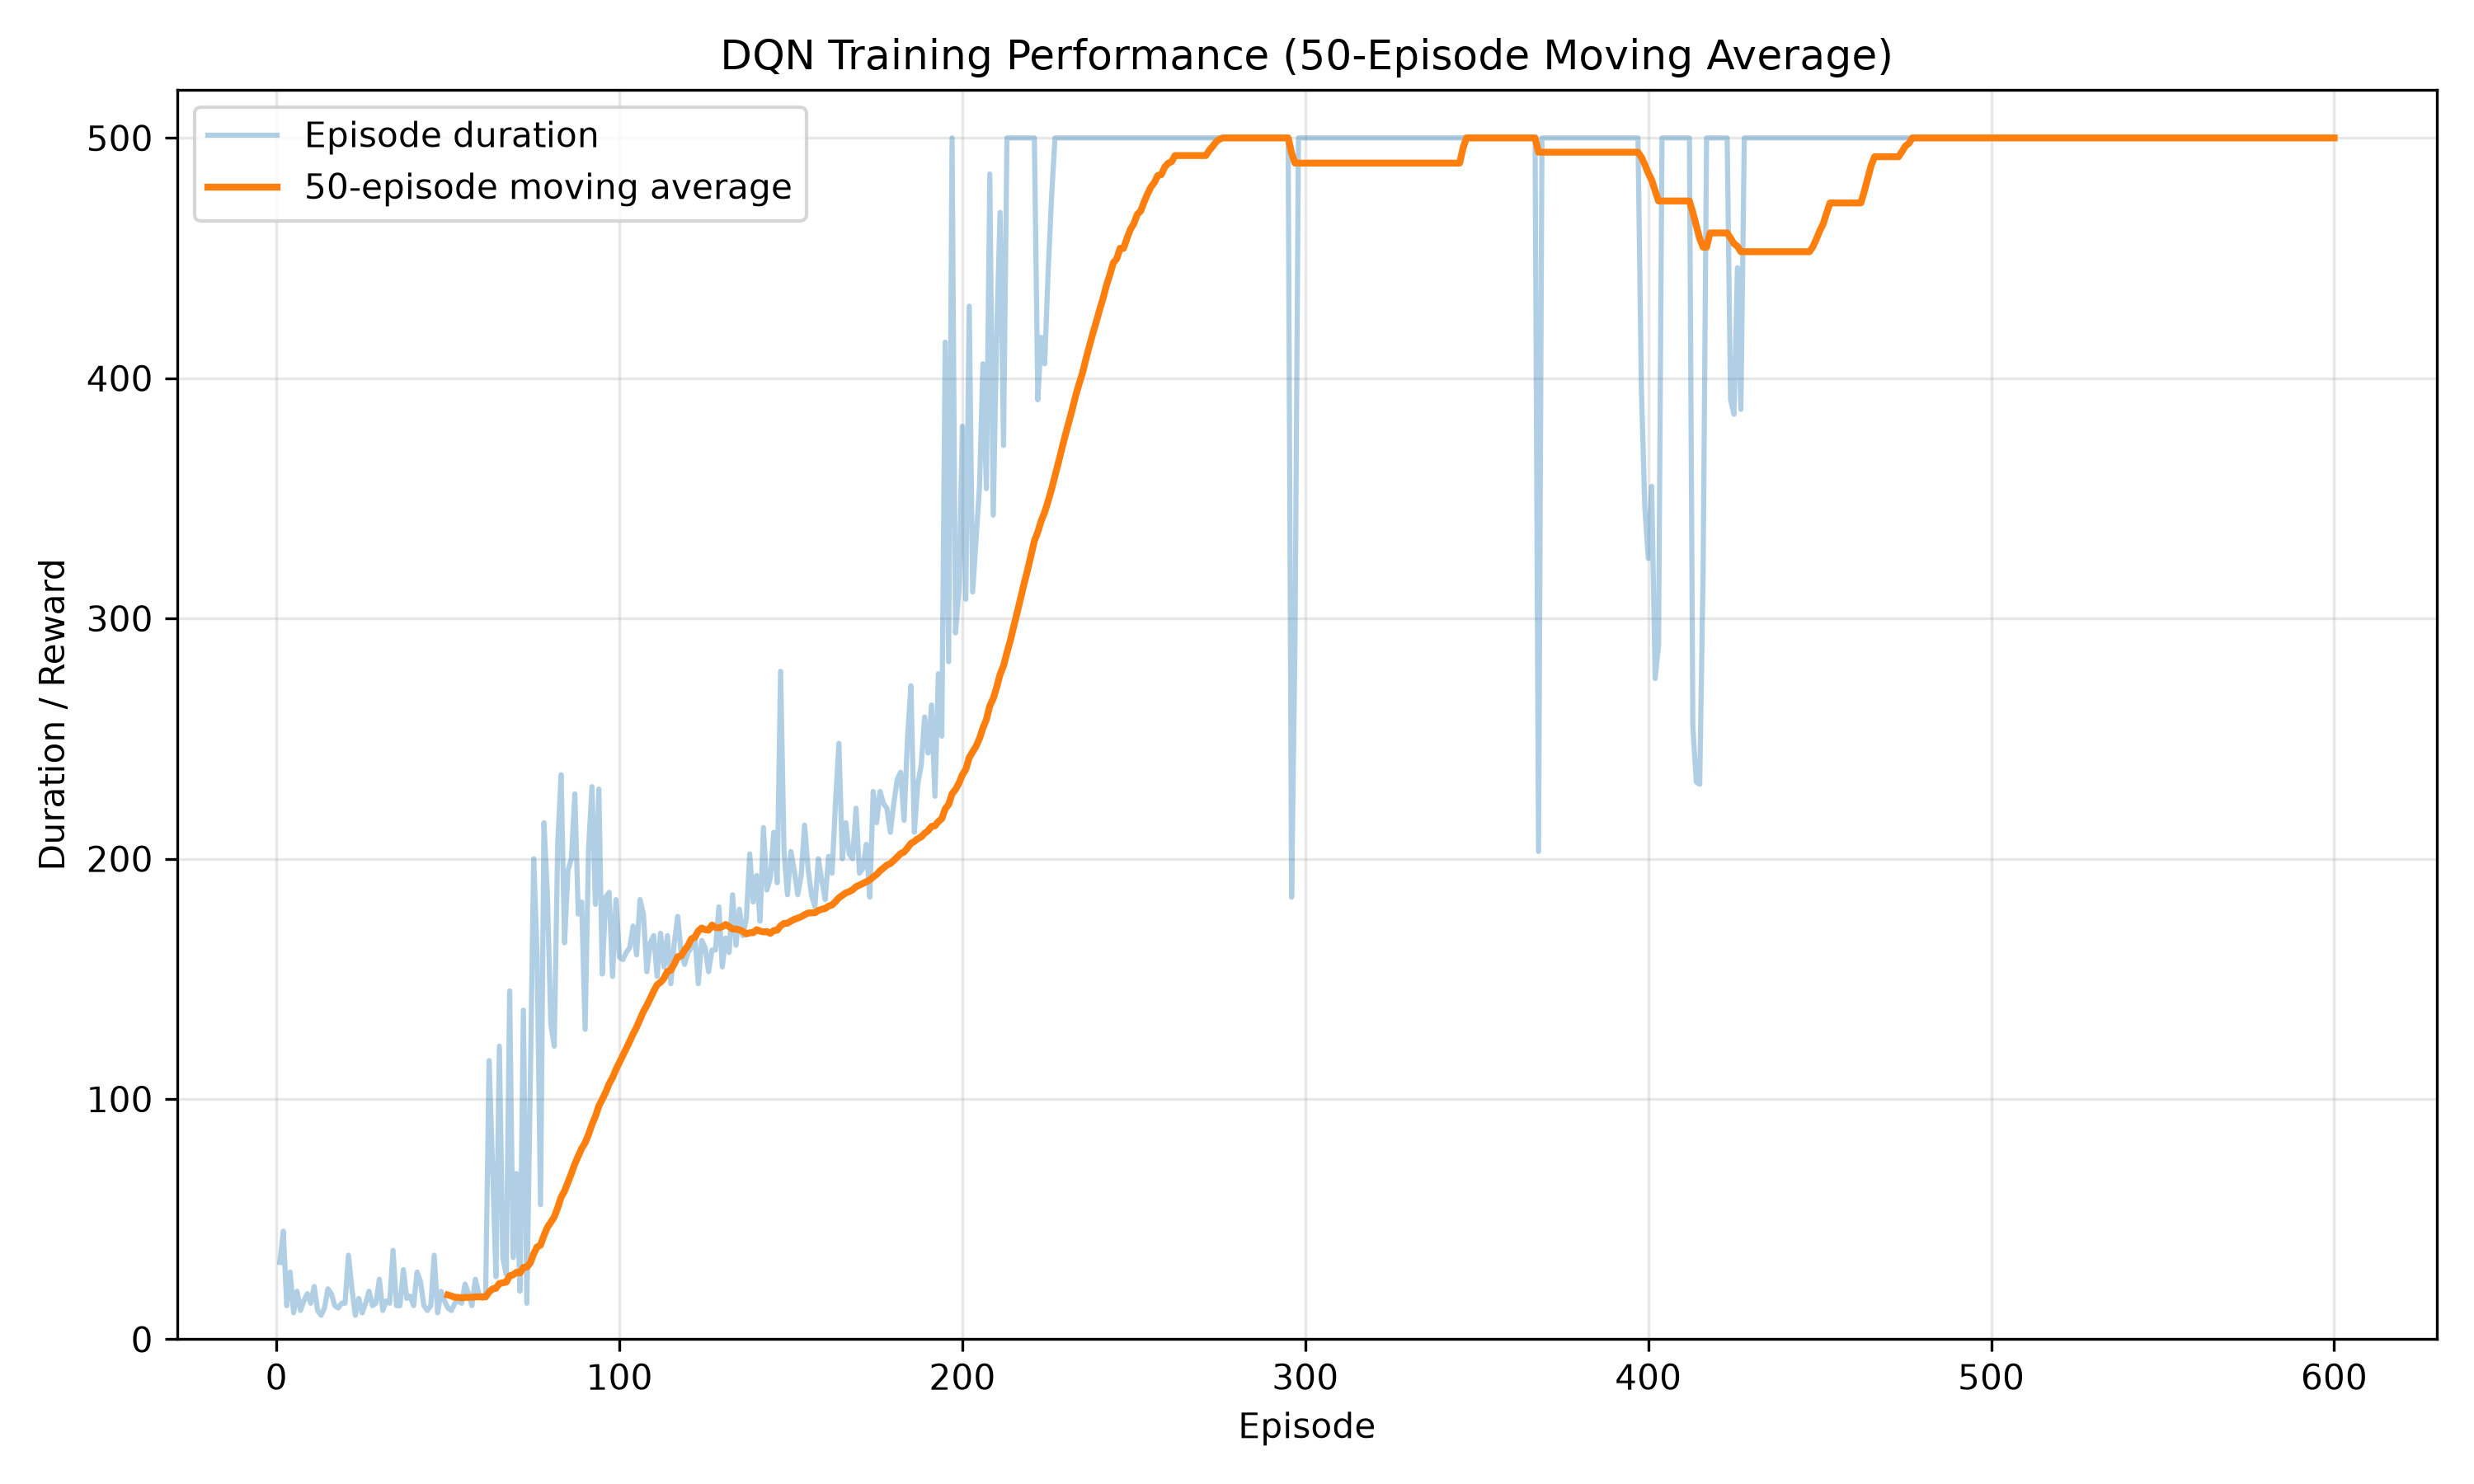 DQN Training Performance (50-Episode Moving Average)
Episode duration
50-episode moving average
Duration / Reward
500
400
300
200
100
0
0 100 200 300 400 500 600
Episode